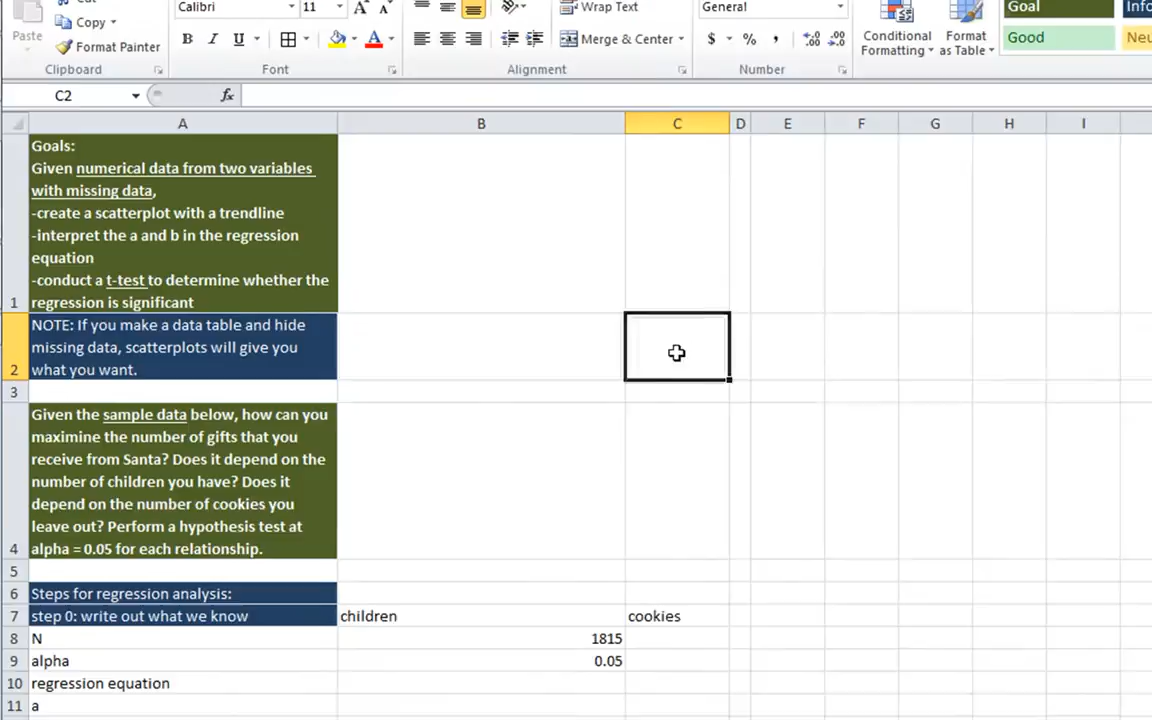 Cut
Copy
Paste
Format Painter
Clipboard
Calibri
11
A A
B I U A
Font
Wrap Text
Merge & Center
Alignment
General
$ % ,
.0 .00
.00 .0
Number
Conditional
Formatting
Format
as Table
Goal
Good
C2
fx
A B C D E F G H I
Goals:
Given numerical data from two variables
with missing data,
-create a scatterplot with a trendline
-interpret the a and b in the regression
equation
-conduct a t-test to determine whether the
1 regression is significant
NOTE: If you make a data table and hide
missing data, scatterplots will give you
2 what you want.
3
Given the sample data below, how can you
maximine the number of gifts that you
receive from Santa? Does it depend on the
number of children you have? Does it
depend on the number of cookies you
leave out? Perform a hypothesis test at
4 alpha = 0.05 for each relationship.
5
6 Steps for regression analysis:
7 step 0: write out what we know children cookies
8 N 1815
9 alpha 0.05
10 regression equation
11 a